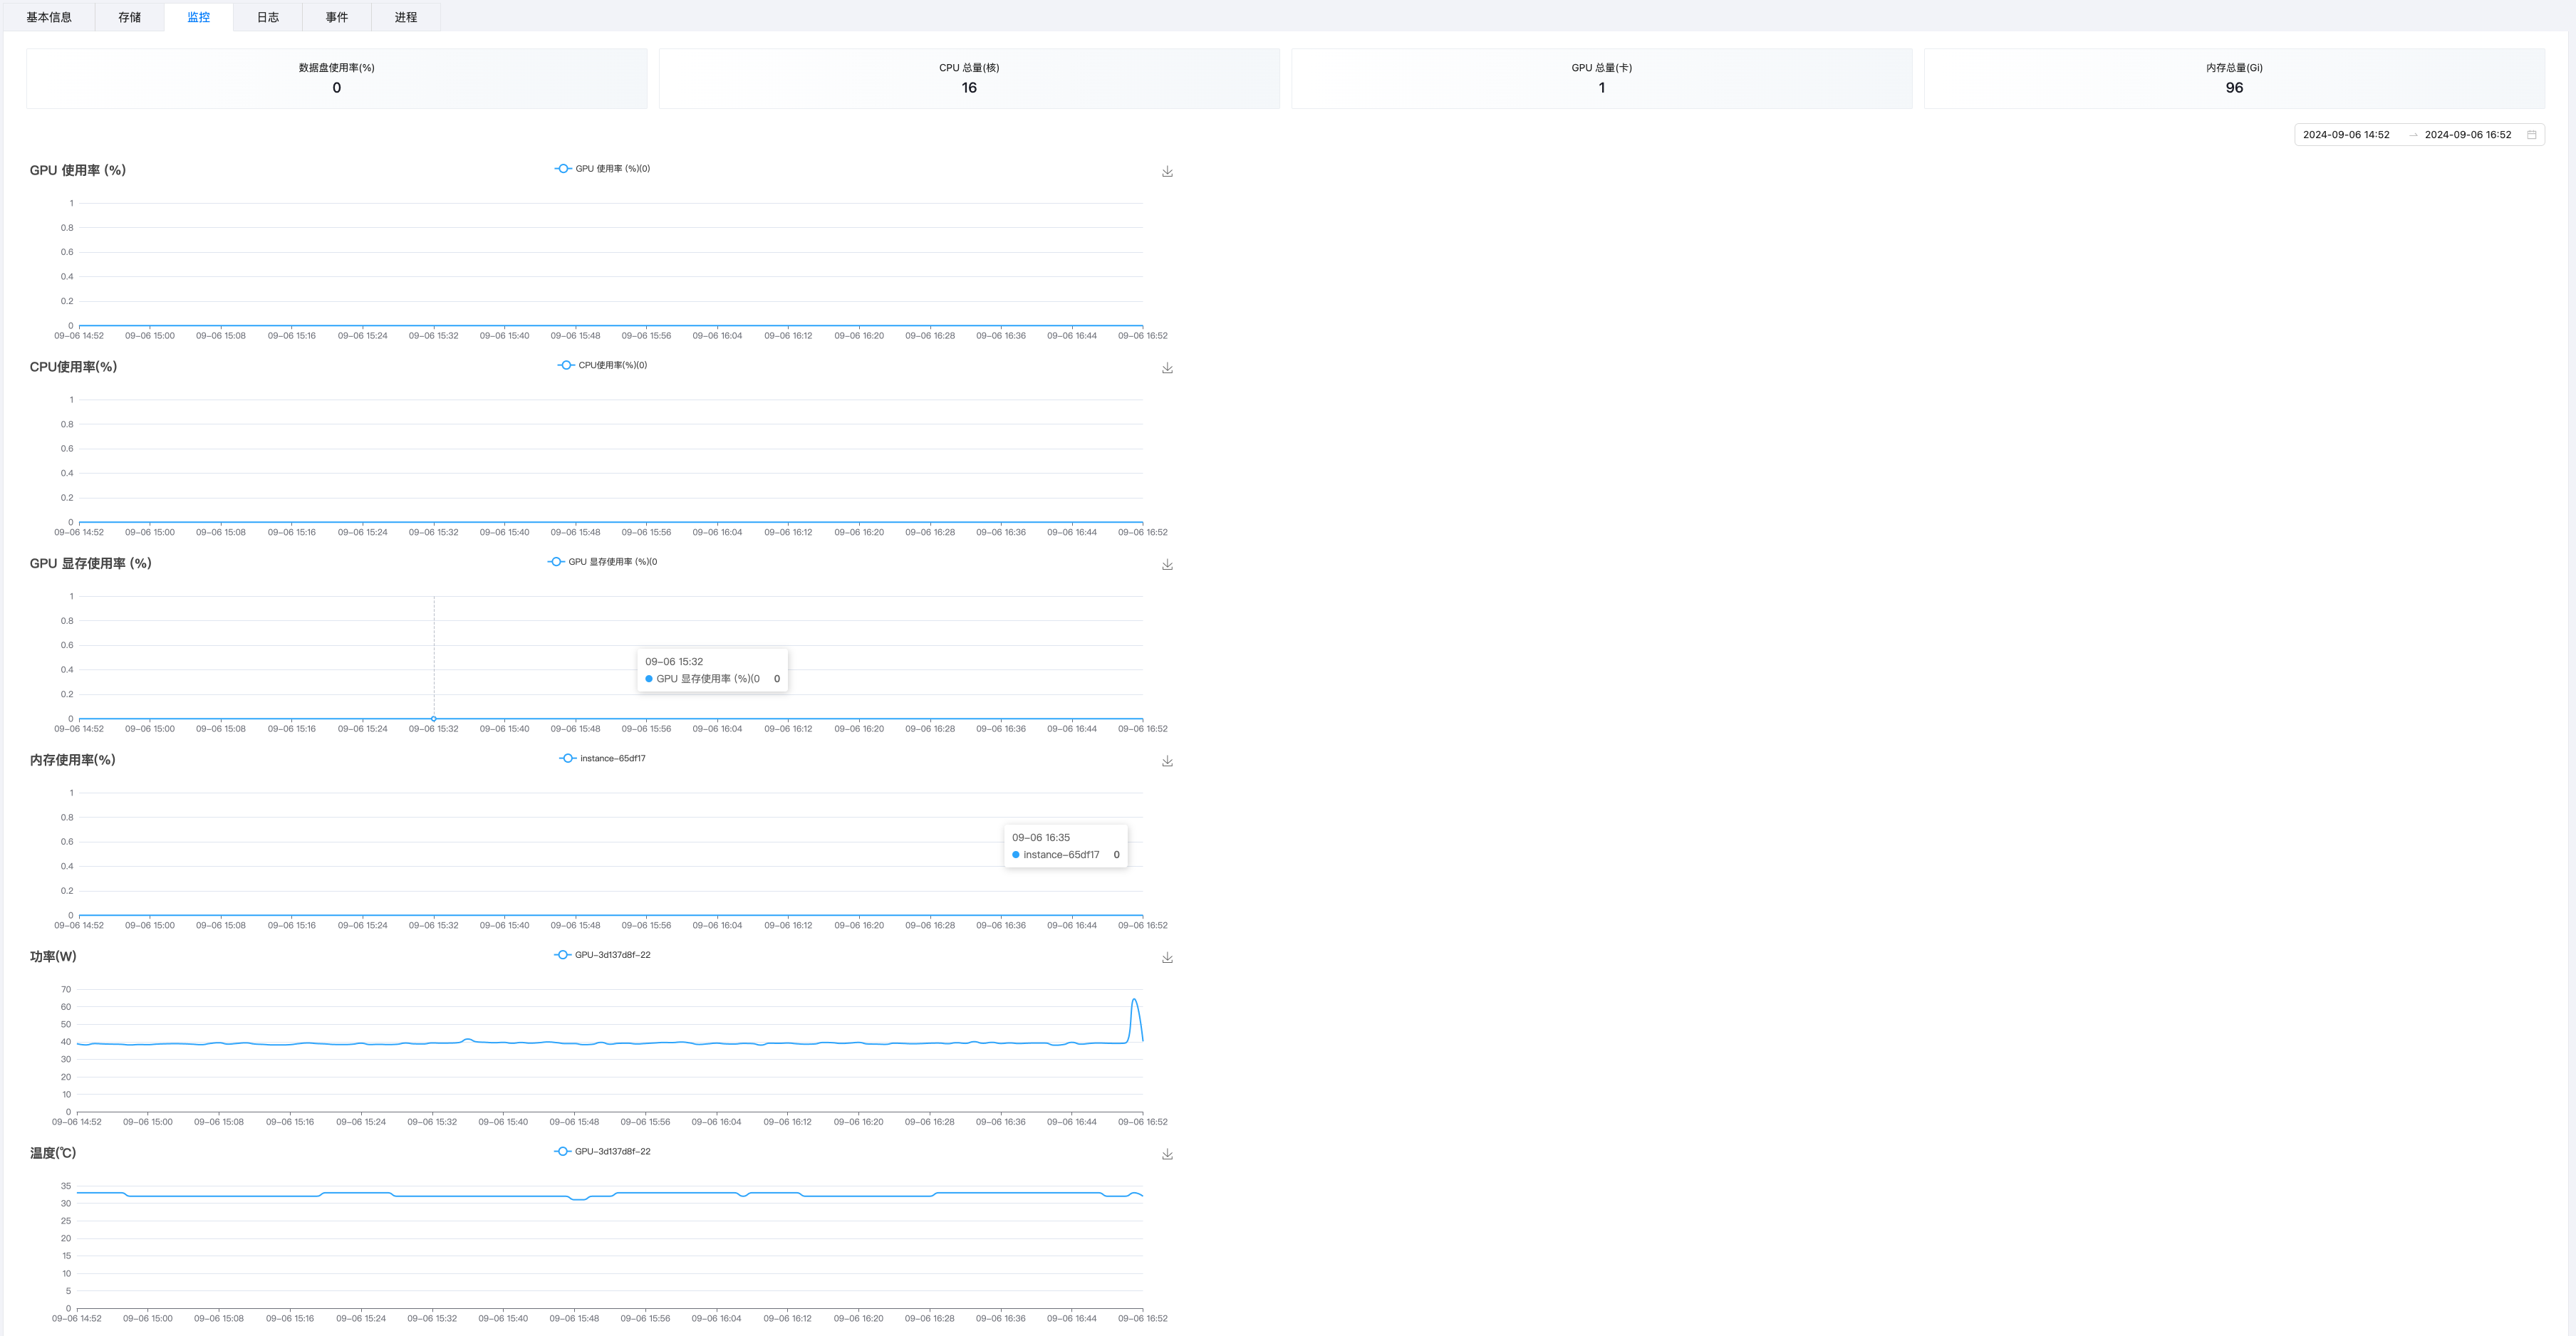 基本信息 存储 监控 日志 事件 进程
数据盘使用率(%) CPU 总量(核) GPU 总量(卡) 内存总量(Gi)
0 16 1 96
2024-09-06 14:52 → 2024-09-06 16:52
GPU 使用率 (%) GPU 使用率 (%)(0)
1
0.8
0.6
0.4
0.2
0
09-06 14:52 09-06 15:00 09-06 15:08 09-06 15:16 09-06 15:24 09-06 15:32 09-06 15:40 09-06 15:48 09-06 15:56 09-06 16:04 09-06 16:12 09-06 16:20 09-06 16:28 09-06 16:36 09-06 16:44 09-06 16:52
CPU使用率(%) CPU使用率(%)(0)
1
0.8
0.6
0.4
0.2
0
09-06 14:52 09-06 15:00 09-06 15:08 09-06 15:16 09-06 15:24 09-06 15:32 09-06 15:40 09-06 15:48 09-06 15:56 09-06 16:04 09-06 16:12 09-06 16:20 09-06 16:28 09-06 16:36 09-06 16:44 09-06 16:52
GPU 显存使用率 (%) GPU 显存使用率 (%)(0
1
0.8
0.6
09-06 15:32
0.4
GPU 显存使用率 (%)(0 0
0.2
0
09-06 14:52 09-06 15:00 09-06 15:08 09-06 15:16 09-06 15:24 09-06 15:32 09-06 15:40 09-06 15:48 09-06 15:56 09-06 16:04 09-06 16:12 09-06 16:20 09-06 16:28 09-06 16:36 09-06 16:44 09-06 16:52
内存使用率(%) instance-65df17
1
0.8
09-06 16:35
0.6
instance-65df17 0
0.4
0.2
0
09-06 14:52 09-06 15:00 09-06 15:08 09-06 15:16 09-06 15:24 09-06 15:32 09-06 15:40 09-06 15:48 09-06 15:56 09-06 16:04 09-06 16:12 09-06 16:20 09-06 16:28 09-06 16:36 09-06 16:44 09-06 16:52
功率(W) GPU-3d137d8f-22
70
60
50
40
30
20
10
0
09-06 14:52 09-06 15:00 09-06 15:08 09-06 15:16 09-06 15:24 09-06 15:32 09-06 15:40 09-06 15:48 09-06 15:56 09-06 16:04 09-06 16:12 09-06 16:20 09-06 16:28 09-06 16:36 09-06 16:44 09-06 16:52
温度(℃) GPU-3d137d8f-22
35
30
25
20
15
10
5
0
09-06 14:52 09-06 15:00 09-06 15:08 09-06 15:16 09-06 15:24 09-06 15:32 09-06 15:40 09-06 15:48 09-06 15:56 09-06 16:04 09-06 16:12 09-06 16:20 09-06 16:28 09-06 16:36 09-06 16:44 09-06 16:52